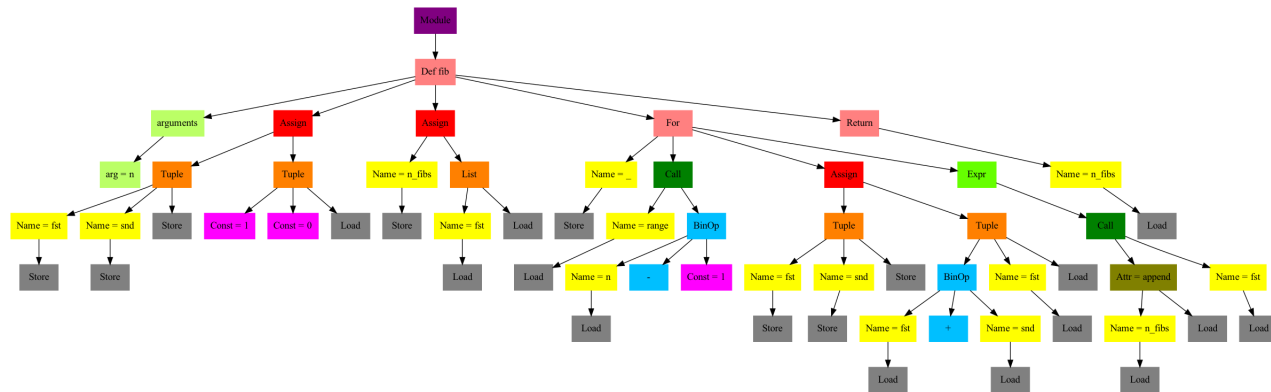 Module
Def fib
arguments Assign Assign For Return
arg = n Tuple Tuple Name = n_fibs List Name = _ Call Assign Expr Name = n_fibs
Name = fst Name = snd Store Const = 1 Const = 0 Load Store Name = fst Load Store Name = range BinOp Tuple Tuple Call Load
Store Store Load Load Name = n - Const = 1 Name = fst Name = snd Store BinOp Name = fst Load Attr = append Name = fst
Load Store Store Name = fst + Name = snd Load Name = n_fibs Load Load
Load Load Load